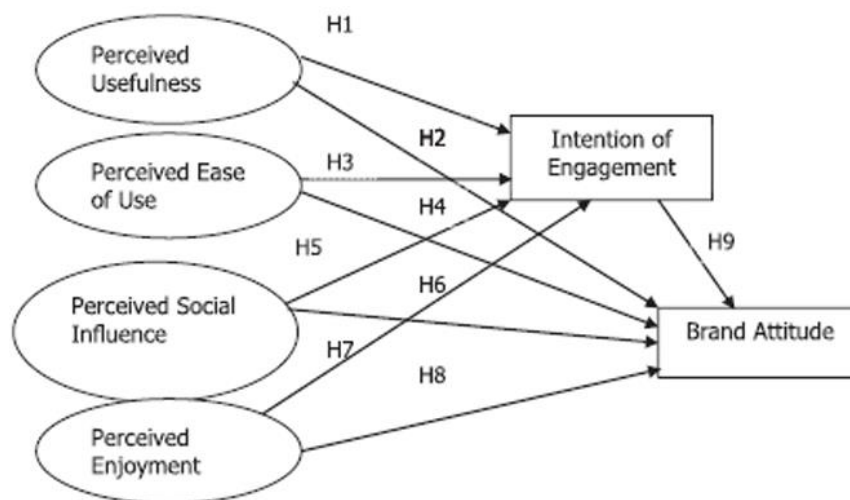 H1
Perceived
Usefulness
H2
Intention of
Engagement
Perceived Ease
of Use
H3
H4
H5
H9
Perceived Social
Influence
H6
Brand Attitude
H7
H8
Perceived
Enjoyment